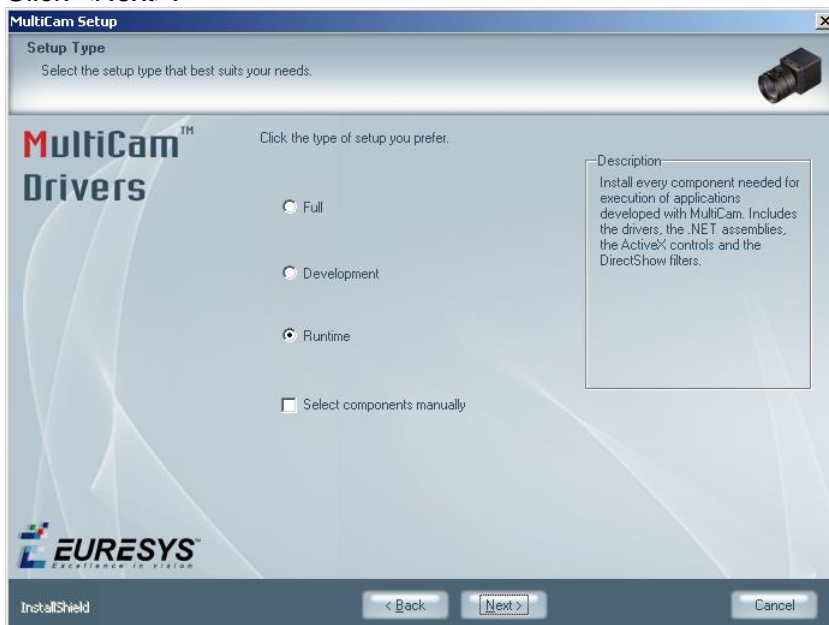 MultiCam Setup
Setup Type
Select the setup type that best suits your needs.
MultiCam™
Drivers
Click the type of setup you prefer.
Full
Development
Runtime
Select components manually
Description
Install every component needed for
execution of applications
developed with MultiCam. Includes
the drivers, the .NET assemblies,
the ActiveX controls and the
DirectShow filters.
EURESYS™
Excellence in vision
InstallShield
< Back
Next >
Cancel